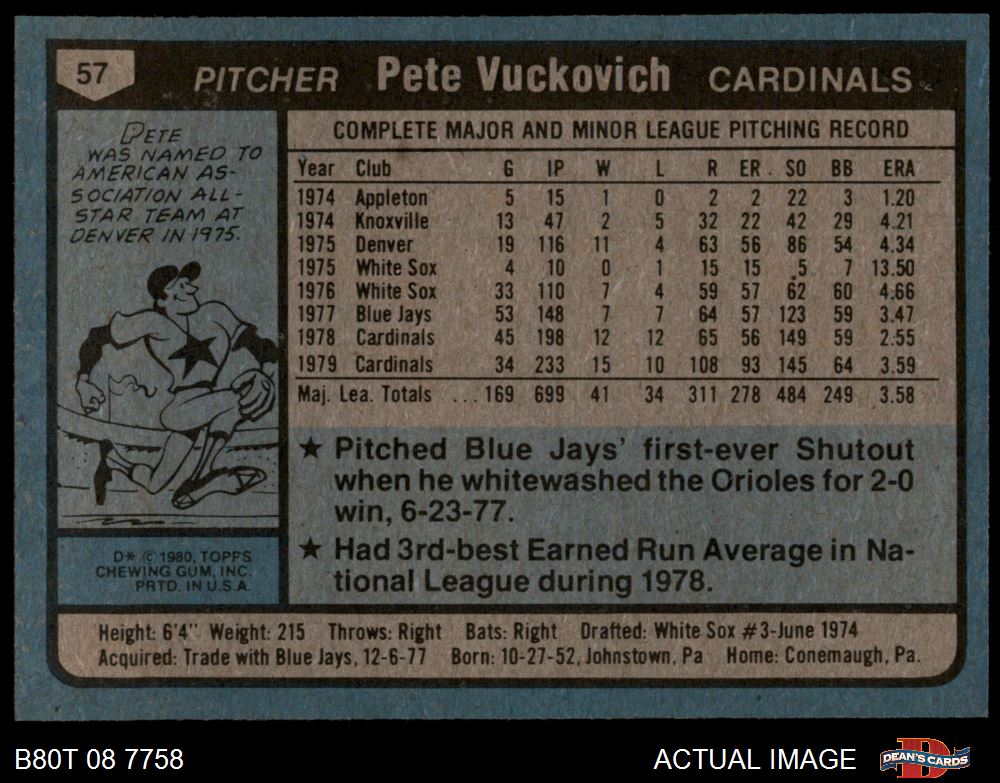 57 PITCHER Pete Vuckovich CARDINALS
PETE
WAS NAMED TO
AMERICAN AS-
SOCIATION ALL-
STAR TEAM AT
DENVER IN 1975.
COMPLETE MAJOR AND MINOR LEAGUE PITCHING RECORD
Year Club G IP W L R ER SO BB ERA
1974 Appleton 5 15 1 0 2 2 22 3 1.20
1974 Knoxville 13 47 2 5 32 22 42 29 4.21
1975 Denver 19 116 11 4 63 56 86 54 4.34
1975 White Sox 4 10 0 1 15 15 5 7 13.50
1976 White Sox 33 110 7 4 59 57 62 60 4.66
1977 Blue Jays 53 148 7 7 64 57 123 59 3.47
1978 Cardinals 45 198 12 12 65 56 149 59 2.55
1979 Cardinals 34 233 15 10 108 93 145 64 3.59
Maj. Lea. Totals ... 169 699 41 34 311 278 484 249 3.58
★ Pitched Blue Jays' first-ever Shutout
when he whitewashed the Orioles for 2-0
win, 6-23-77.
★ Had 3rd-best Earned Run Average in Na-
tional League during 1978.
D* © 1980, TOPPS
CHEWING GUM, INC.
PRTD. IN U.S.A.
Height: 6'4" Weight: 215 Throws: Right Bats: Right Drafted: White Sox #3-June 1974
Acquired: Trade with Blue Jays, 12-6-77 Born: 10-27-52, Johnstown, Pa Home: Conemaugh, Pa.
B80T 08 7758 ACTUAL IMAGE DEAN'S CARDS